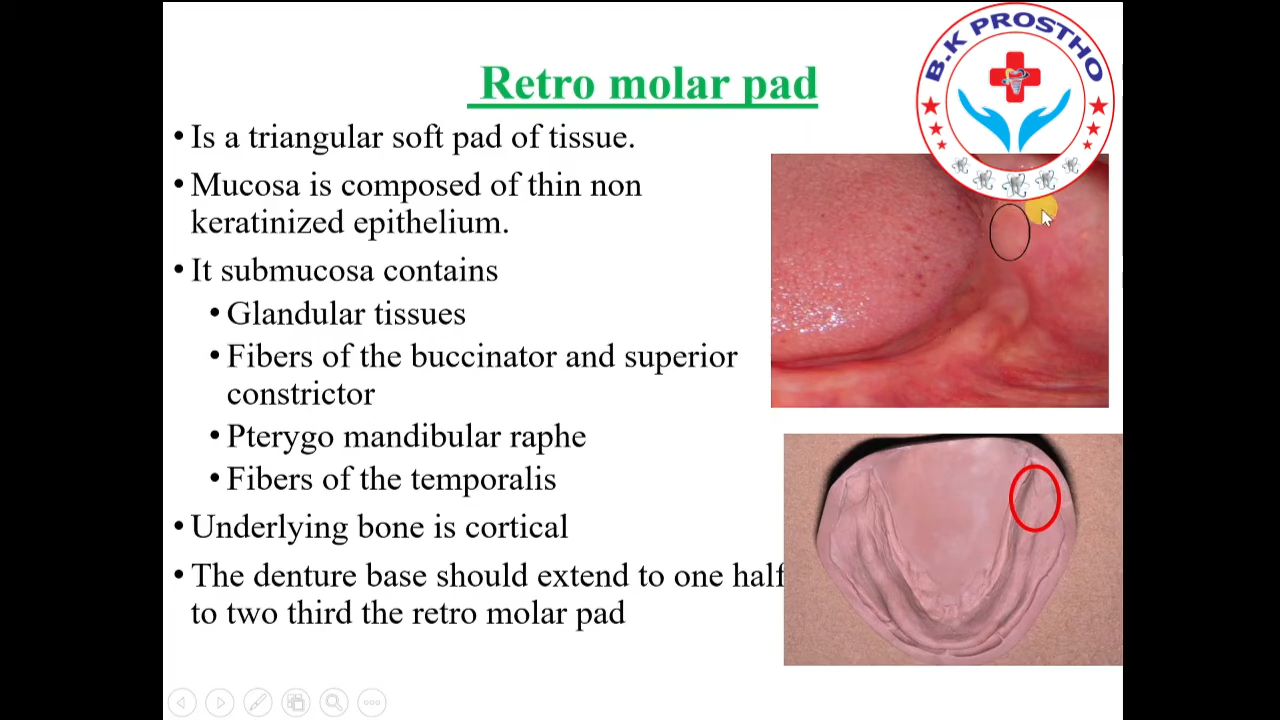 Retro molar pad
B.K PROSTHO
• Is a triangular soft pad of tissue.
• Mucosa is composed of thin non
keratinized epithelium.
• It submucosa contains
• Glandular tissues
• Fibers of the buccinator and superior
constrictor
• Pterygo mandibular raphe
• Fibers of the temporalis
• Underlying bone is cortical
• The denture base should extend to one half
to two third the retro molar pad